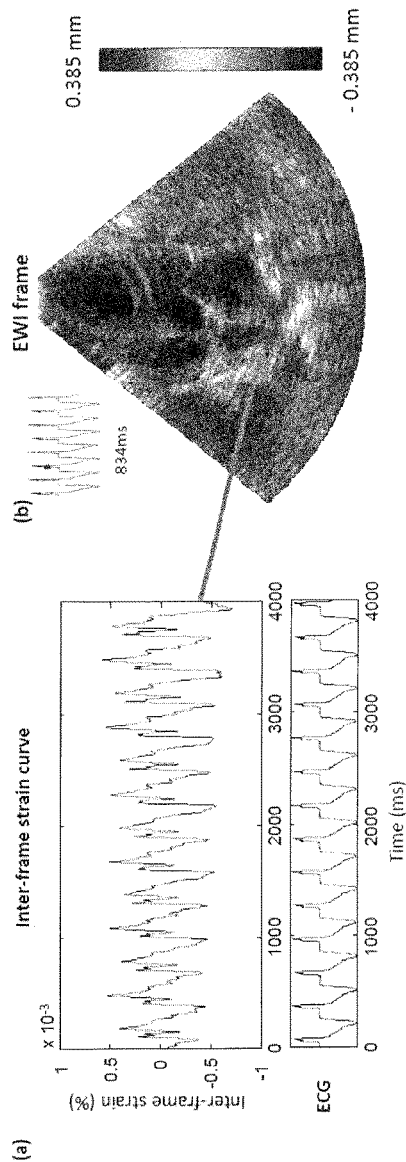 (a)
Inter-frame strain curve
x 10-3
Inter-frame strain (%)
1
0.5
0
-0.5
-1
0
1000
2000
3000
4000
ECG
0
1000
2000
3000
4000
Time (ms)
(b)
834ms
EWI frame
0.385 mm
- 0.385 mm